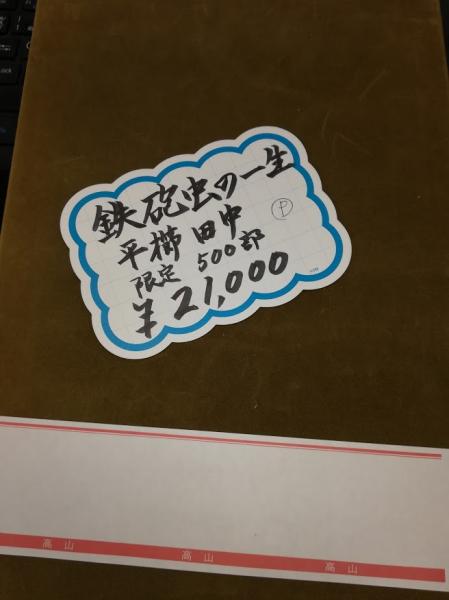 鉄砲虫の一生
平櫛田中
限定 500部
¥21,000
P
高山
高山
高山